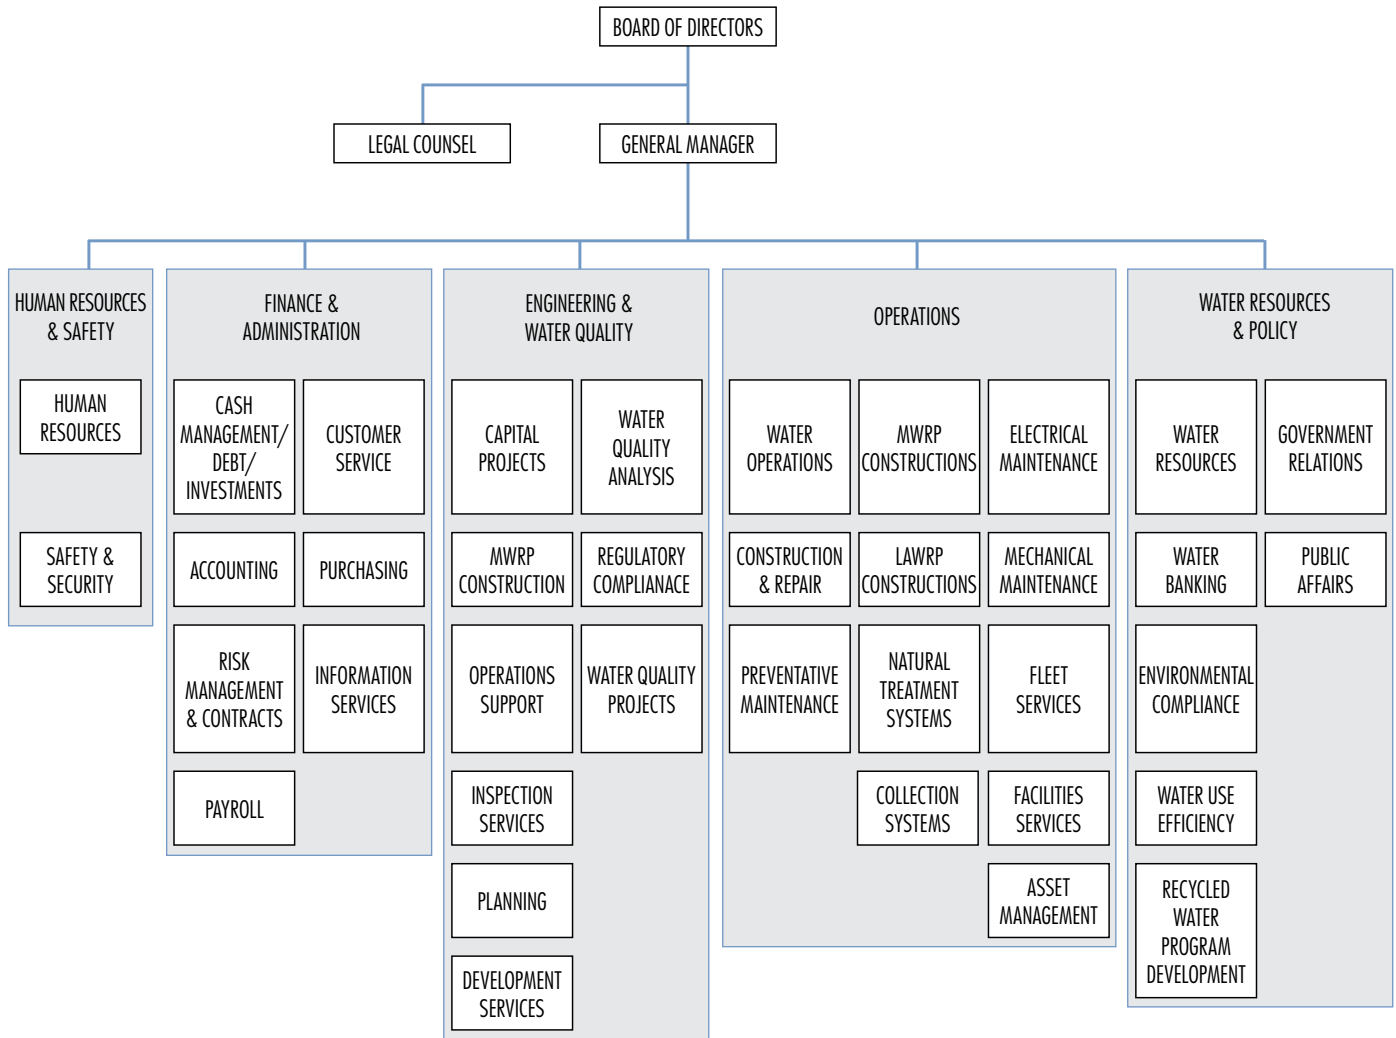 BOARD OF DIRECTORS
LEGAL COUNSEL
GENERAL MANAGER
HUMAN RESOURCES
& SAFETY
HUMAN
RESOURCES
SAFETY &
SECURITY
FINANCE &
ADMINISTRATION
CASH
MANAGEMENT/
DEBT/
INVESTMENTS
CUSTOMER
SERVICE
ACCOUNTING
PURCHASING
RISK
MANAGEMENT
& CONTRACTS
INFORMATION
SERVICES
PAYROLL
ENGINEERING &
WATER QUALITY
CAPITAL
PROJECTS
WATER
QUALITY
ANALYSIS
MWRP
CONSTRUCTION
REGULATORY
COMPLIANACE
OPERATIONS
SUPPORT
WATER QUALITY
PROJECTS
INSPECTION
SERVICES
PLANNING
DEVELOPMENT
SERVICES
OPERATIONS
WATER
OPERATIONS
MWRP
CONSTRUCTIONS
ELECTRICAL
MAINTENANCE
CONSTRUCTION
& REPAIR
LAWRP
CONSTRUCTIONS
MECHANICAL
MAINTENANCE
PREVENTATIVE
MAINTENANCE
NATURAL
TREATMENT
SYSTEMS
FLEET
SERVICES
COLLECTION
SYSTEMS
FACILITIES
SERVICES
ASSET
MANAGEMENT
WATER RESOURCES
& POLICY
WATER
RESOURCES
GOVERNMENT
RELATIONS
WATER
BANKING
PUBLIC
AFFAIRS
ENVIRONMENTAL
COMPLIANCE
WATER USE
EFFICIENCY
RECYCLED
WATER
PROGRAM
DEVELOPMENT